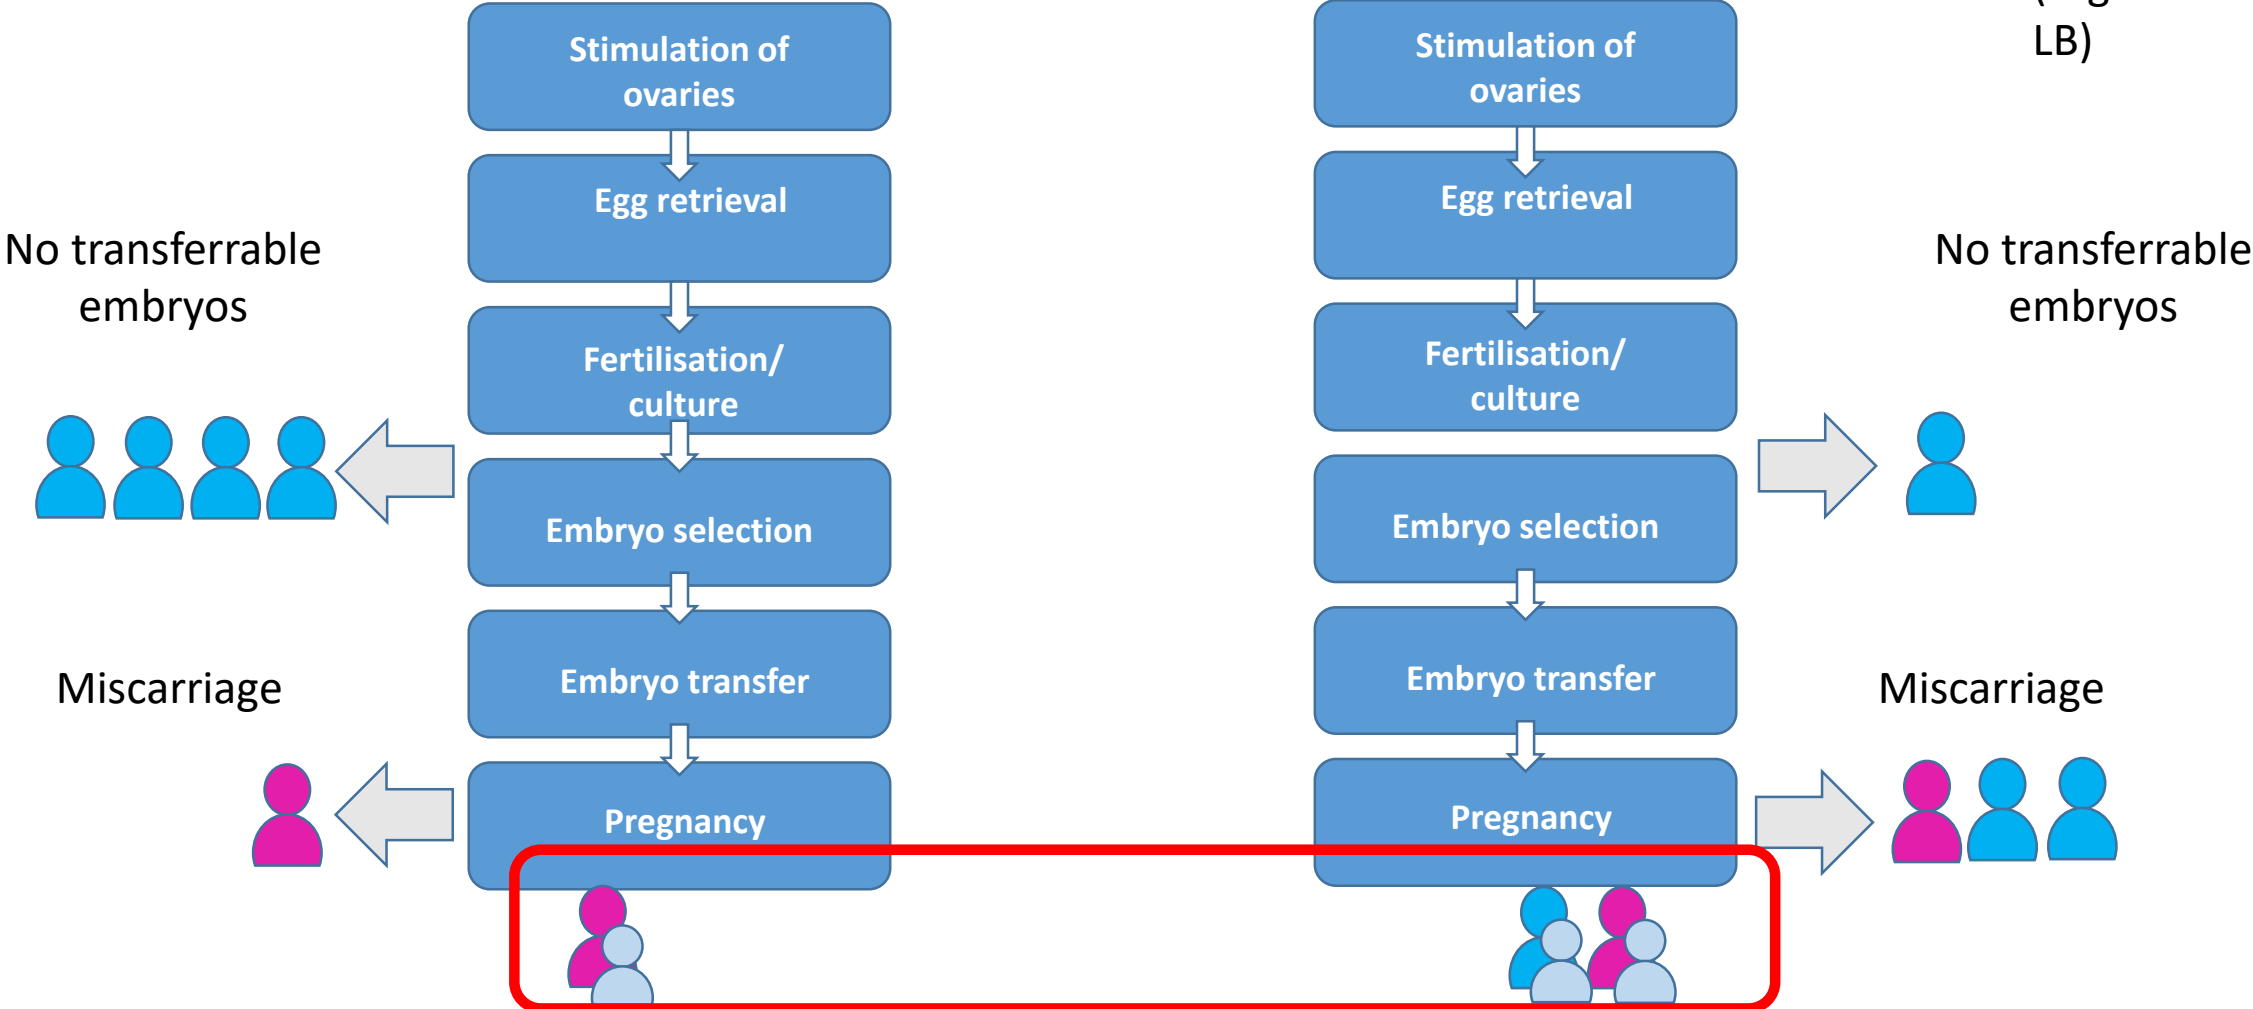 LB)
Stimulation of
ovaries
Egg retrieval
No transferrable
embryos
Fertilisation/
culture
Embryo selection
Embryo transfer
Miscarriage
Pregnancy
Stimulation of
ovaries
Egg retrieval
No transferrable
embryos
Fertilisation/
culture
Embryo selection
Embryo transfer
Miscarriage
Pregnancy